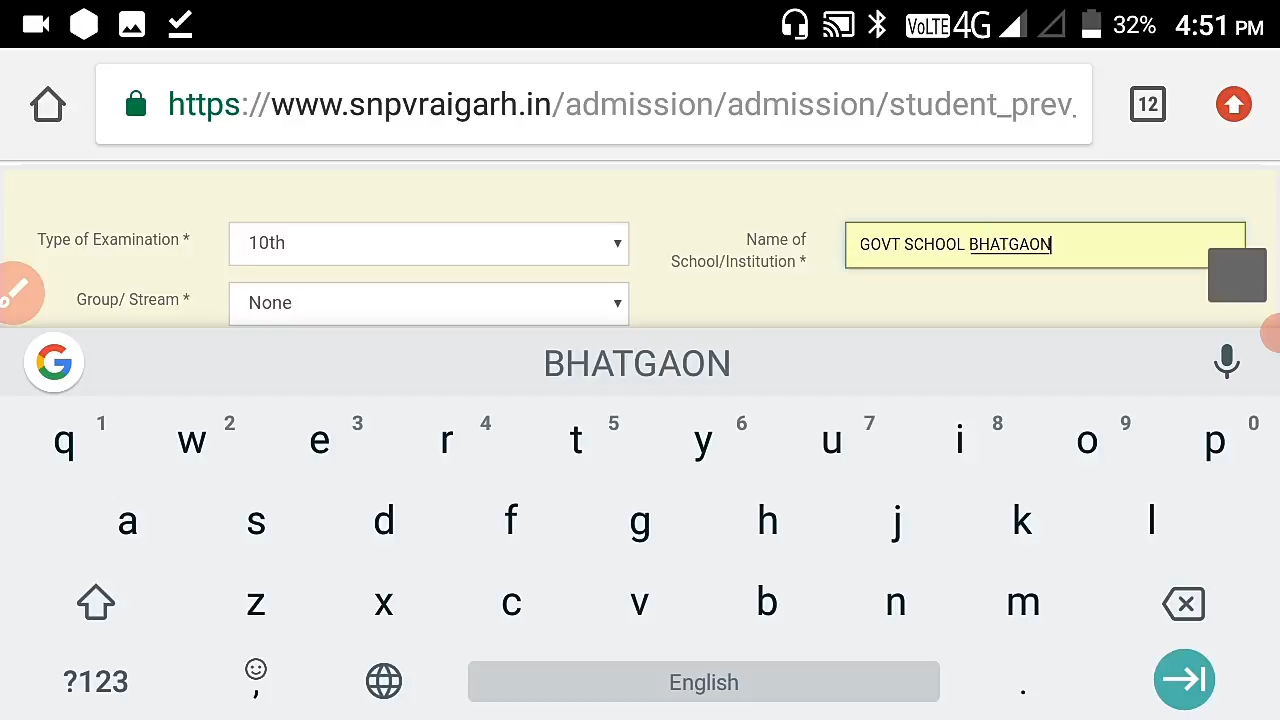 VoLTE 4G 32% 4:51 PM
https://www.snpvraigarh.in/admission/admission/student_prev_ 12
Type of Examination * 10th Name of School/Institution * GOVT SCHOOL BHATGAON
Group/ Stream * None
BHATGAON
q 1 w 2 e 3 r 4 t 5 y 6 u 7 i 8 o 9 p 0
a s d f g h j k l
z x c v b n m
?123 , English .